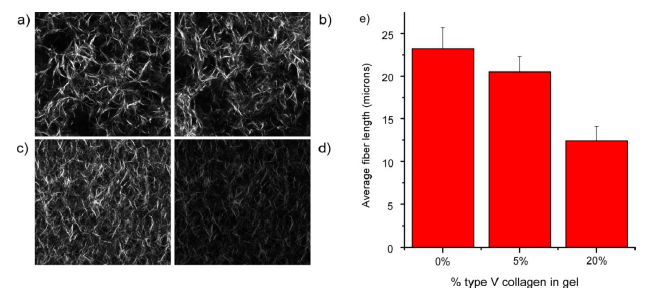 a)
b)
c)
d)
e)
Average fiber length (microns)
25
20
15
10
5
0
0%
5%
20%
% type V collagen in gel